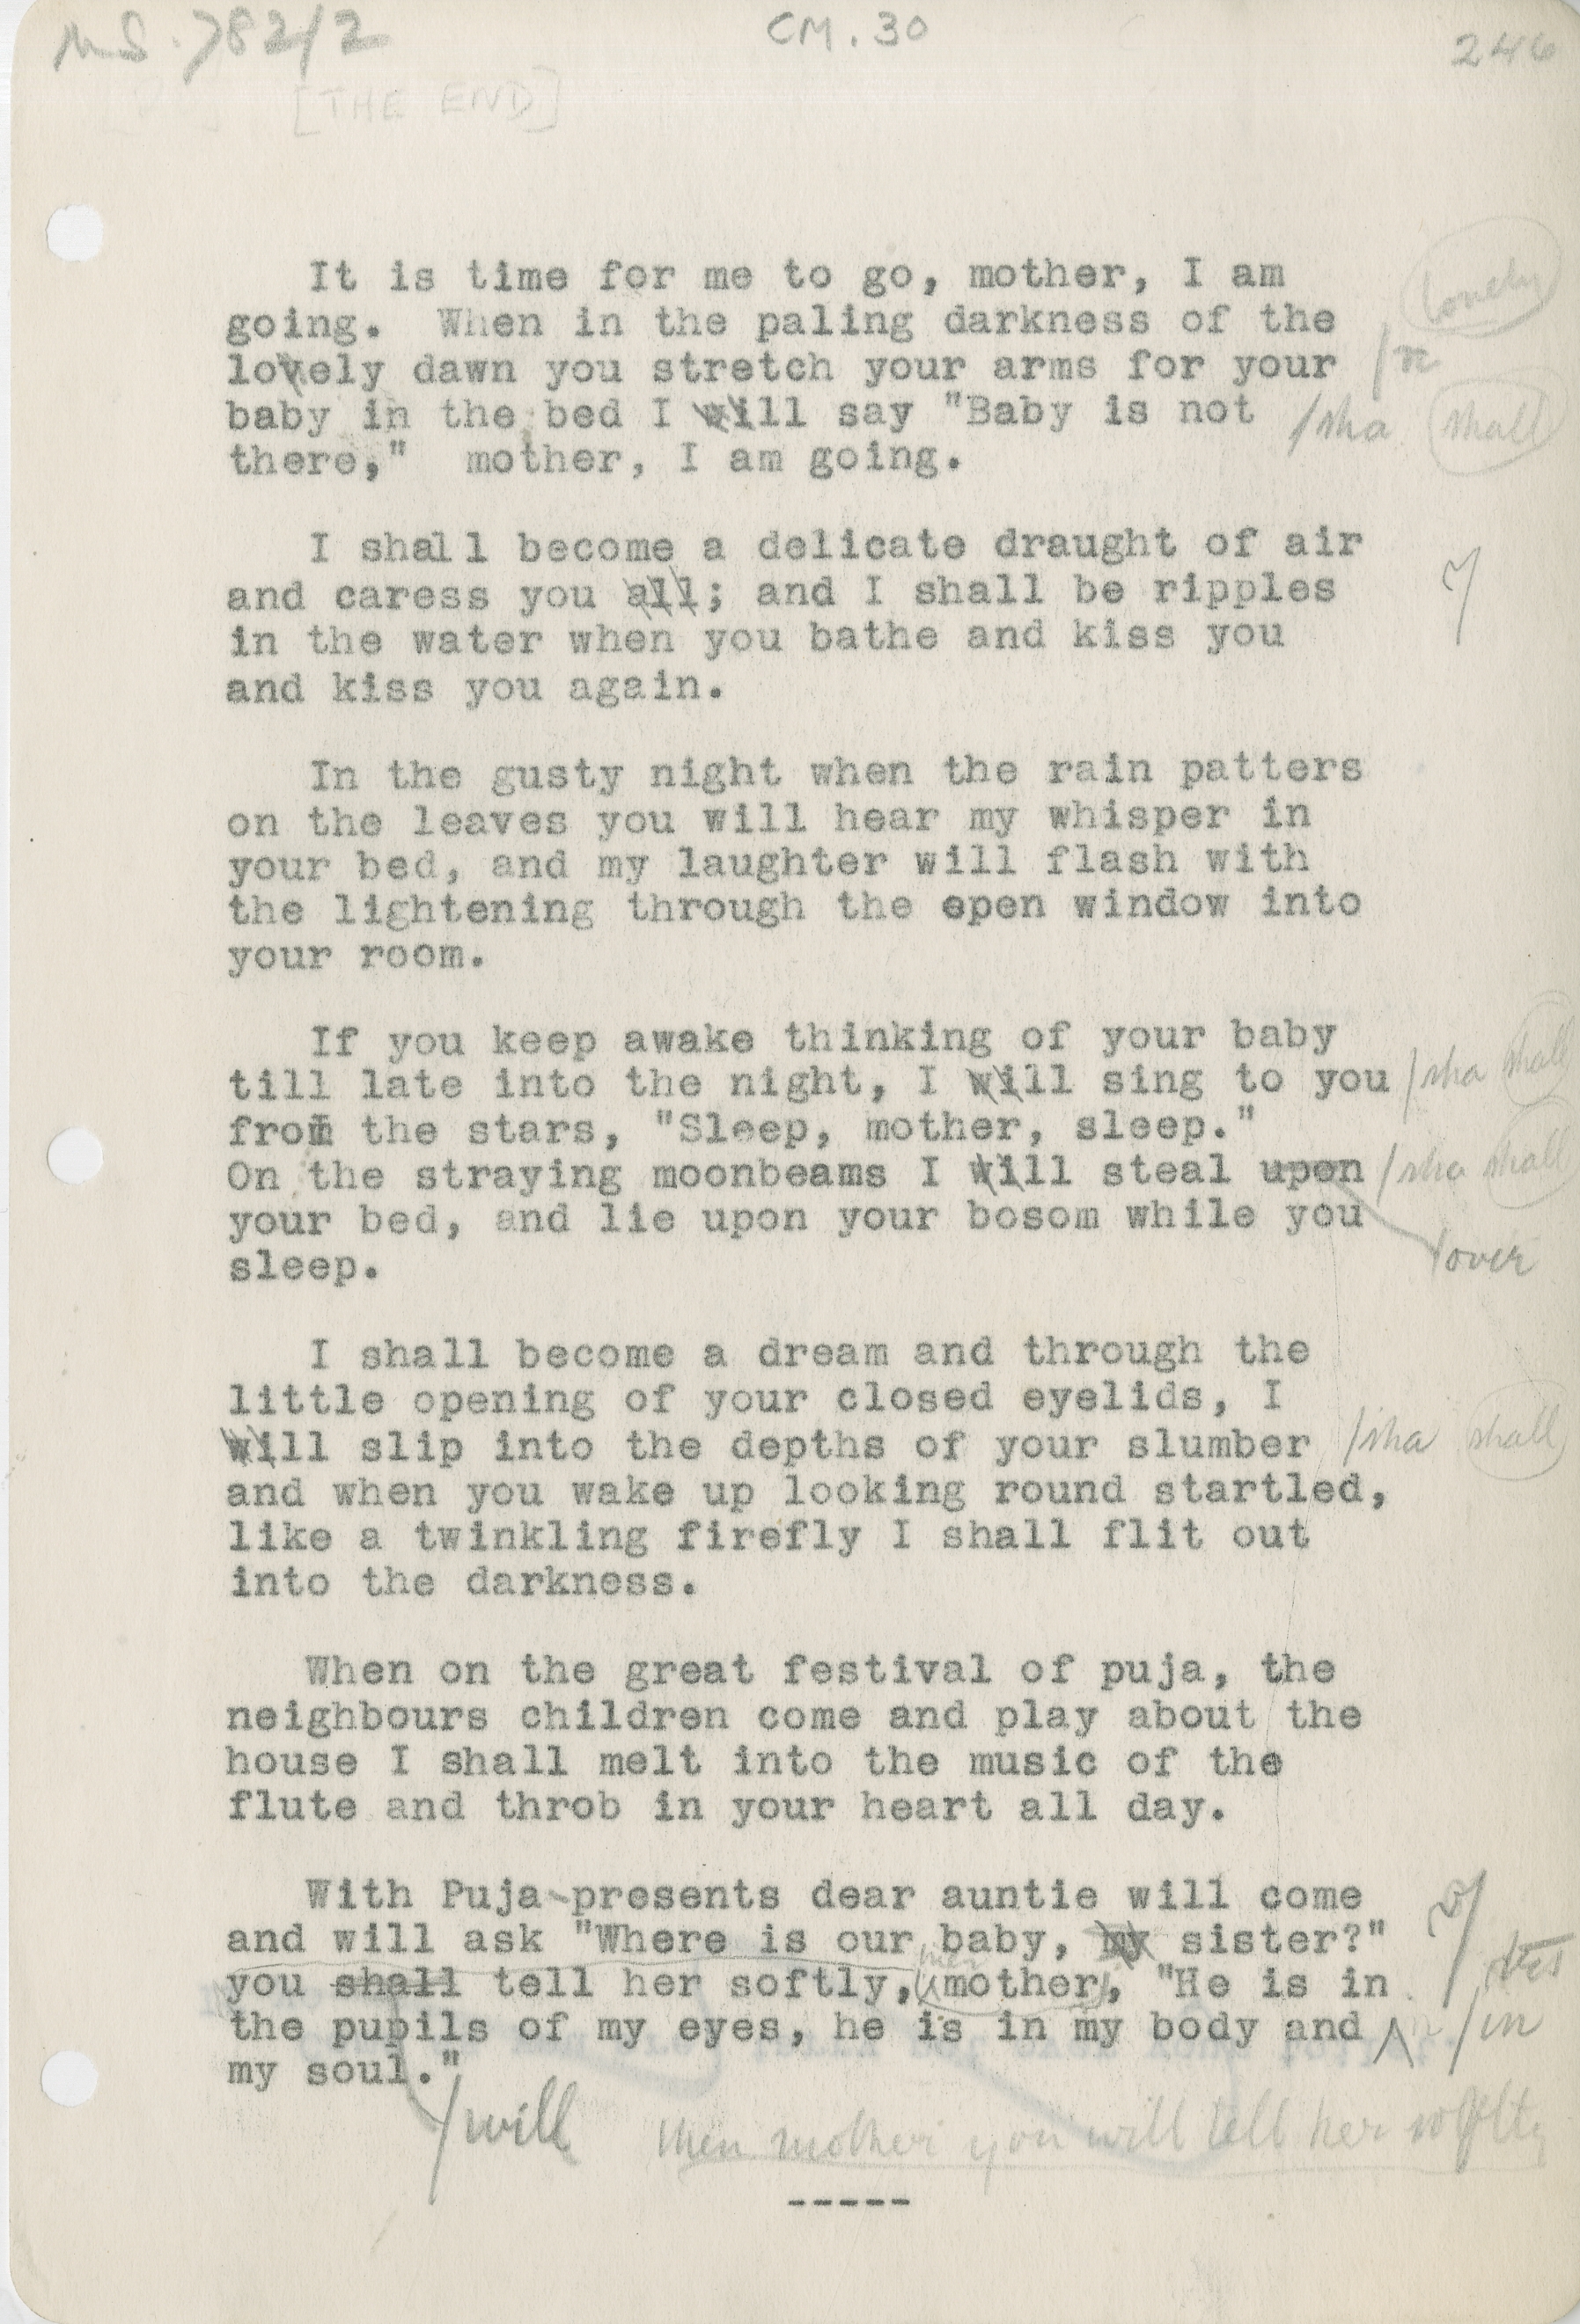 MS. 782/2
CM. 30
246
[THE END]
It is time for me to go, mother, I am
lonely
going. When in the paling darkness of the
lovely dawn you stretch your arms for your /n
baby in the bed I will say "Baby is not /sha shall
there," mother, I am going.
I shall become a delicate draught of air
and caress you all; and I shall be ripples
in the water when you bathe and kiss you
and kiss you again.
In the gusty night when the rain patters
on the leaves you will hear my whisper in
your bed, and my laughter will flash with
the lightening through the open window into
your room.
If you keep awake thinking of your baby
till late into the night, I will sing to you /sha shall
from the stars, "Sleep, mother, sleep."
On the straying moonbeams I will steal upon /sha shall
your bed, and lie upon your bosom while you
sleep. /over
I shall become a dream and through the
little opening of your closed eyelids, I
will slip into the depths of your slumber /sha shall
and when you wake up looking round startled,
like a twinkling firefly I shall flit out
into the darkness.
When on the great festival of puja, the
neighbours children come and play about the
house I shall melt into the music of the
flute and throb in your heart all day.
With Puja-presents dear auntie will come
and will ask "Where is our baby, my sister?"
you shall tell her softly, mother, "He is in
the pupils of my eyes, he is in my body and /in
my soul."
/will then mother you will tell her softly
-----